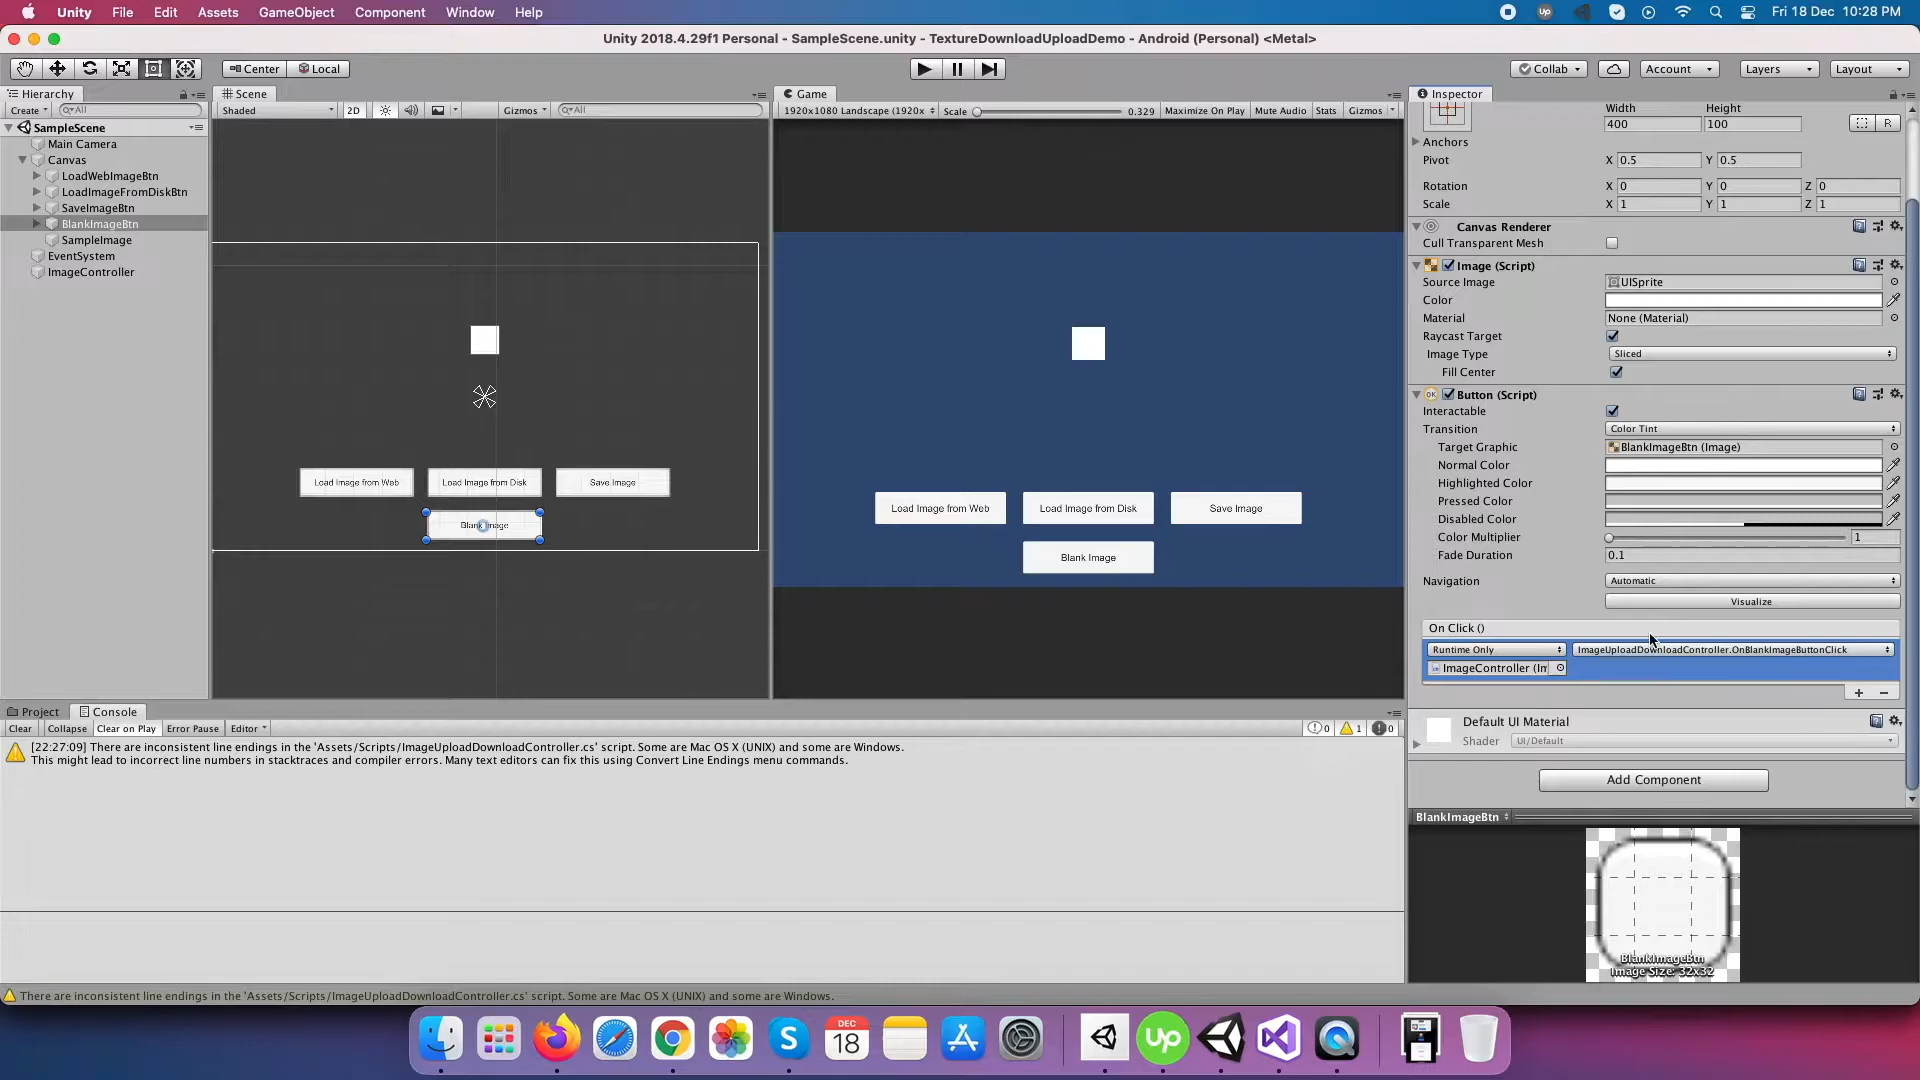 Unity File Edit Assets GameObject Component Window Help
Up
Fri 18 Dec 10:28 PM
Unity 2018.4.29f1 Personal - SampleScene.unity - TextureDownloadUploadDemo - Android (Personal) <Metal>
Center Local
Collab Account Layers Layout
Hierarchy
Create All
SampleScene
Main Camera
Canvas
LoadWebImageBtn
LoadImageFromDiskBtn
SaveImageBtn
BlankImageBtn
SampleImage
EventSystem
ImageController
Scene
Shaded 2D Gizmos All
Load Image from Web
Load Image from Disk
Save Image
Blank Image
Game
1920x1080 Landscape (1920x Scale 0.329 Maximize On Play Mute Audio Stats Gizmos
Load Image from Web
Load Image from Disk
Save Image
Blank Image
Inspector
Width Height
400 100
R
Anchors
Pivot X 0.5 Y 0.5
Rotation X 0 Y 0 Z 0
Scale X 1 Y 1 Z 1
Canvas Renderer
Cull Transparent Mesh
Image (Script)
Source Image UISprite
Color
Material None (Material)
Raycast Target
Image Type Sliced
Fill Center
OK Button (Script)
Interactable
Transition Color Tint
Target Graphic BlankImageBtn (Image)
Normal Color
Highlighted Color
Pressed Color
Disabled Color
Color Multiplier 1
Fade Duration 0.1
Navigation Automatic
Visualize
On Click ()
Runtime Only ImageUploadDownloadController.OnBlankImageButtonClick
ImageController (Im
+ -
Default UI Material
Shader UI/Default
Add Component
BlankImageBtn
BlankImageBtn
Image Size: 32x32
Project Console
Clear Collapse Clear on Play Error Pause Editor
0 1 0
[22:27:09] There are inconsistent line endings in the 'Assets/Scripts/ImageUploadDownloadController.cs' script. Some are Mac OS X (UNIX) and some are Windows.
This might lead to incorrect line numbers in stacktraces and compiler errors. Many text editors can fix this using Convert Line Endings menu commands.
There are inconsistent line endings in the 'Assets/Scripts/ImageUploadDownloadController.cs' script. Some are Mac OS X (UNIX) and some are Windows.
S
DEC
18
Up